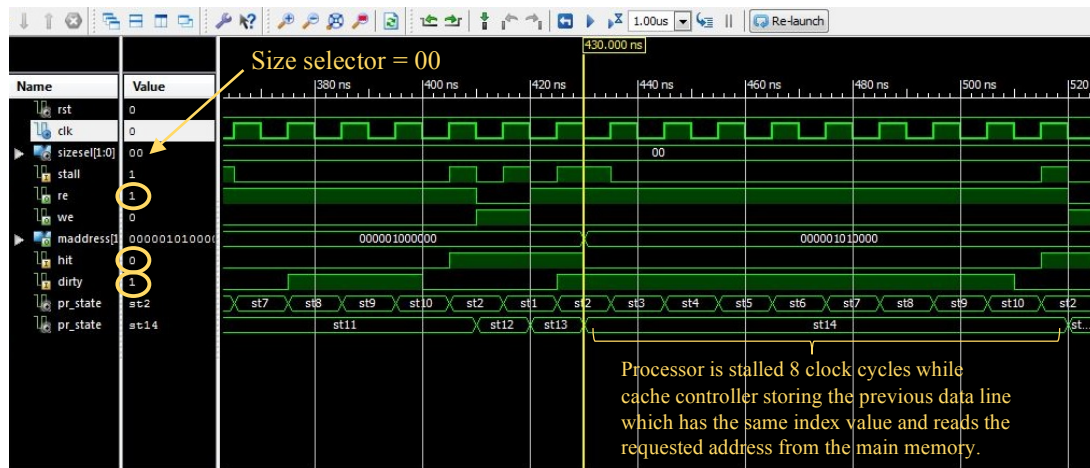 1.00us
Re-launch
430.000 ns
Size selector = 00
Name Value
380 ns 400 ns 420 ns 440 ns 460 ns 480 ns 500 ns 520
rst 0
clk 0
sizesel[1:0] 00 00
stall 1
re 1
we 0
maddress[1 000001010000 000001000000 000001010000
hit 0
dirty 1
pr_state st2 st7 st8 st9 st10 st2 st1 st2 st3 st4 st5 st6 st7 st8 st9 st10 st2
pr_state st14 st11 st12 st13 st14 st...
Processor is stalled 8 clock cycles while
cache controller storing the previous data line
which has the same index value and reads the
requested address from the main memory.